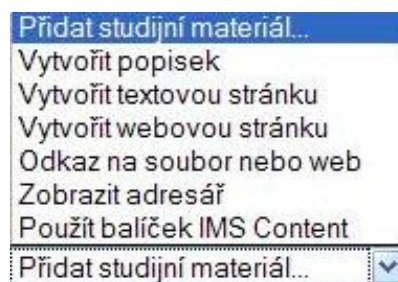 Přidat studijní materiál...
Vytvořit popisek
Vytvořit textovou stránku
Vytvořit webovou stránku
Odkaz na soubor nebo web
Zobrazit adresář
Použít balíček IMS Content
Přidat studijní materiál...